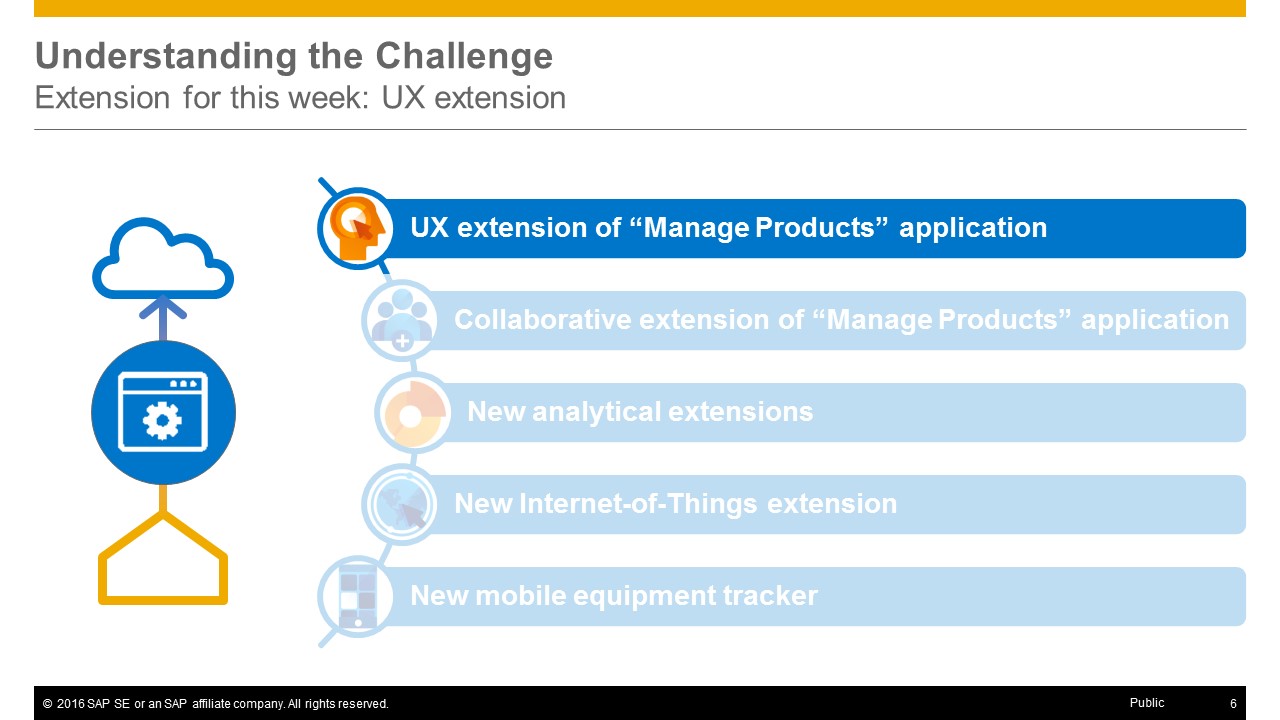 Understanding the Challenge
Extension for this week: UX extension
UX extension of “Manage Products” application
Collaborative extension of “Manage Products” application
New analytical extensions
New Internet-of-Things extension
New mobile equipment tracker
© 2016 SAP SE or an SAP affiliate company. All rights reserved.
Public
6